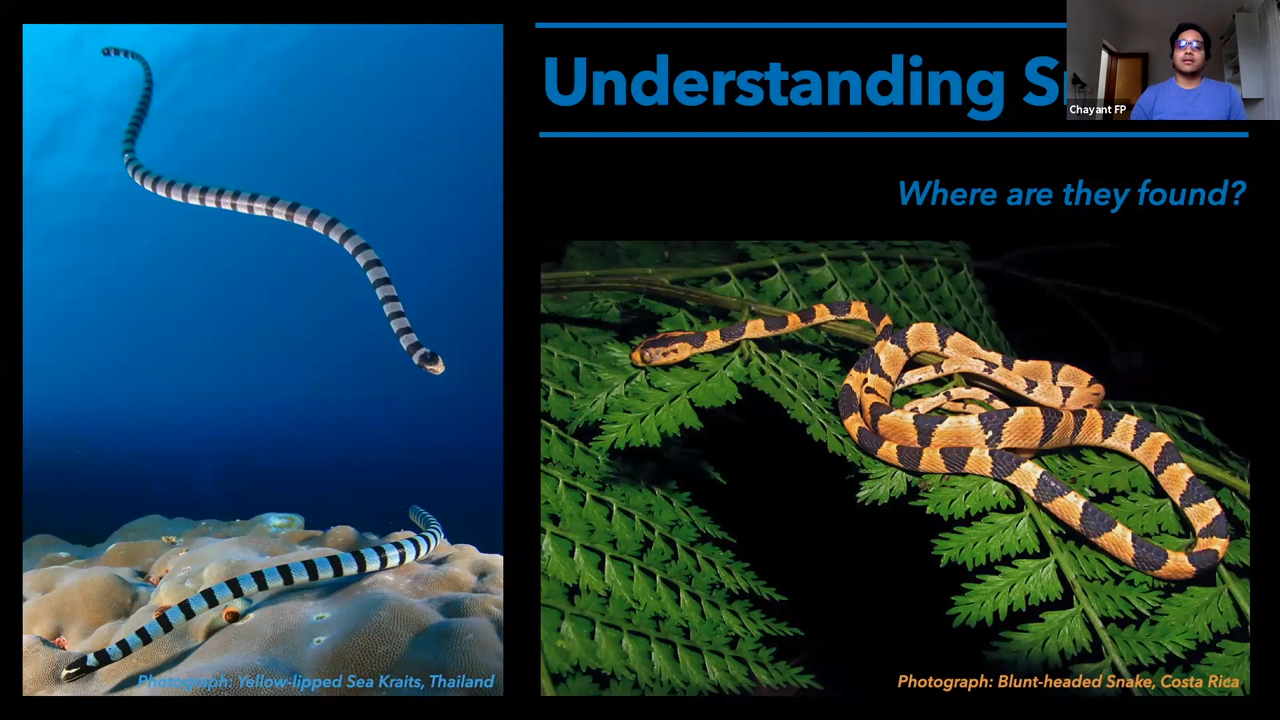 Understanding
Chayant FP
Where are they found?
Photograph: Yellow-lipped Sea Kraits, Thailand
Photograph: Blunt-headed Snake, Costa Rica